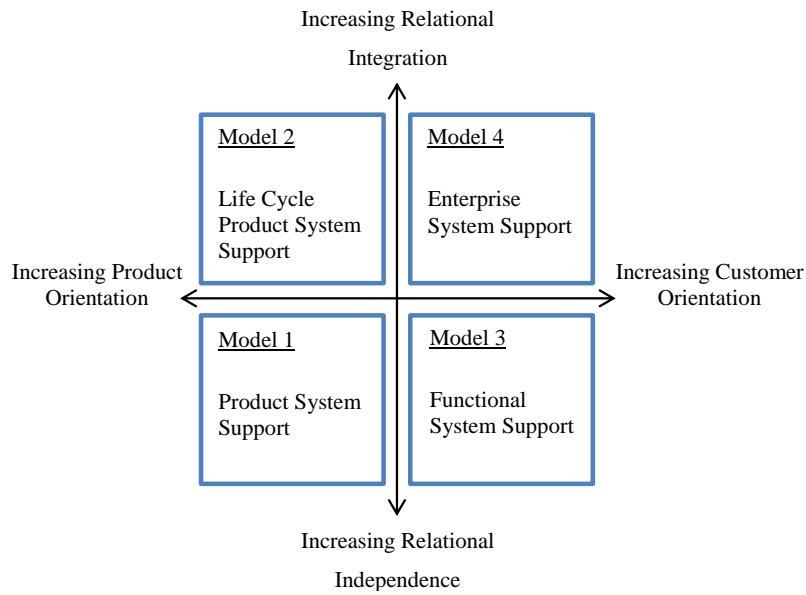 Increasing Relational
Integration
Model 2
Life Cycle
Product System
Support
Model 4
Enterprise
System Support
Increasing Product
Orientation
Increasing Customer
Orientation
Model 1
Product System
Support
Model 3
Functional
System Support
Increasing Relational
Independence